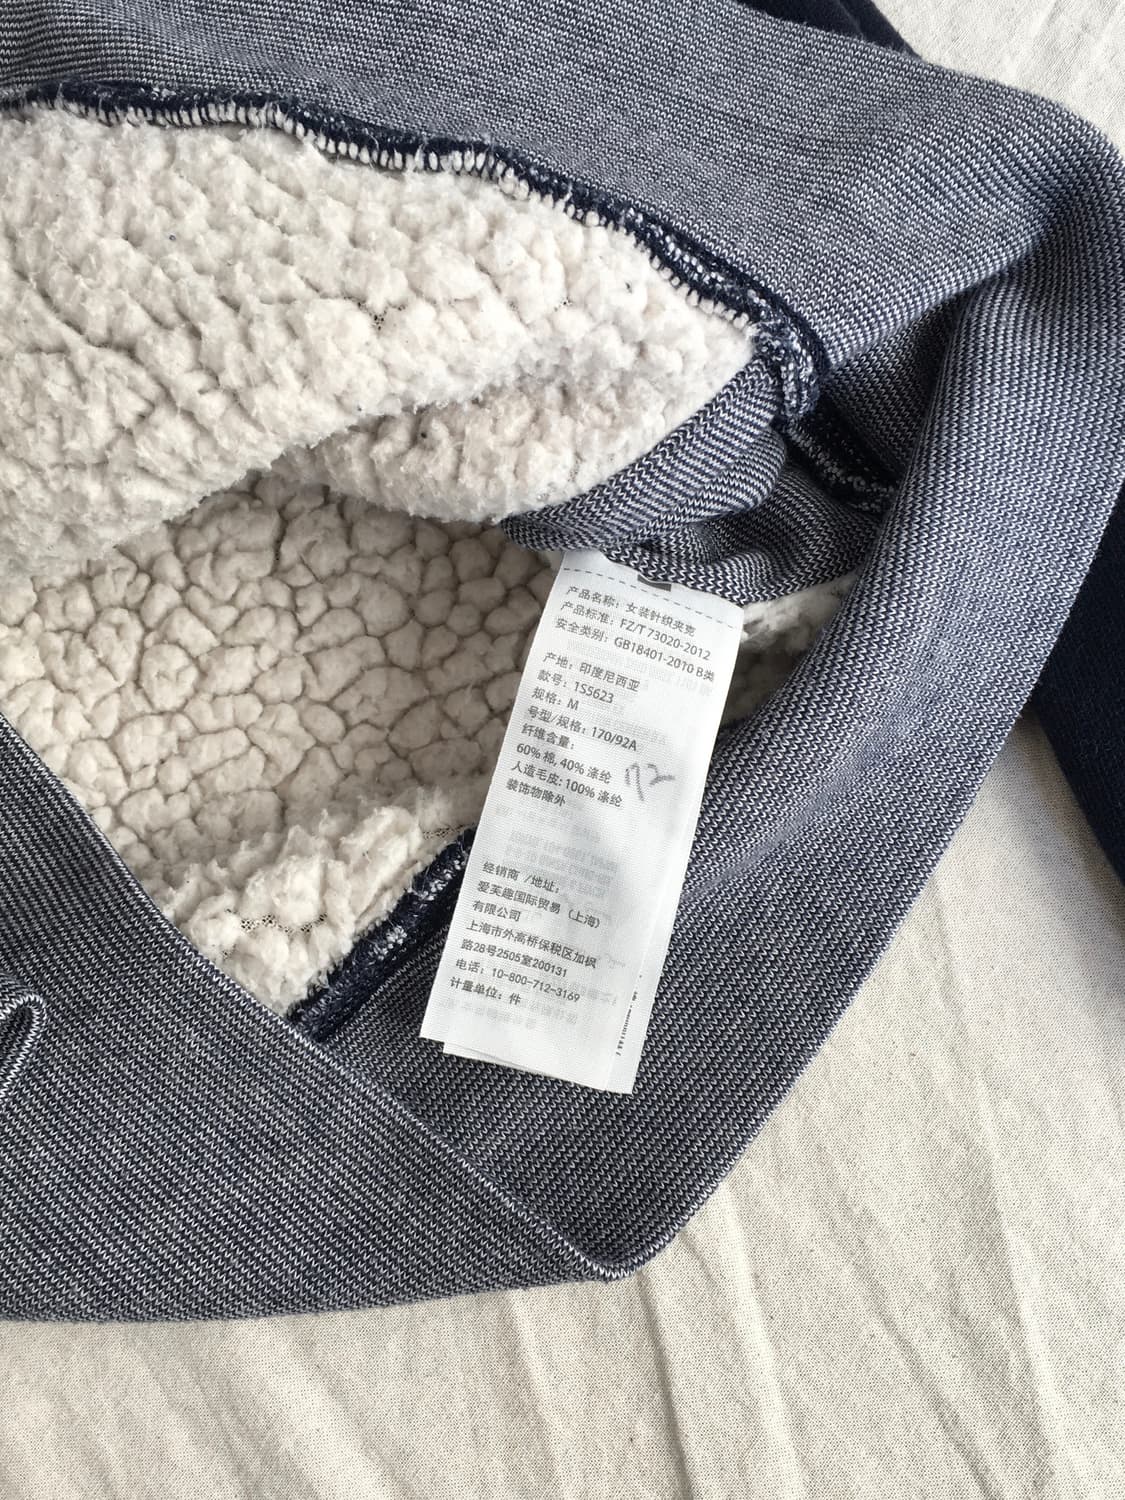 产品名称：女装针织夹克
产品标准：FZ/T 73020-2012
安全类别：GB18401-2010 B类
产地：印度尼西亚
款号：1S5623
规格：M
号型/规格：170/92A
纤维含量：
60% 棉, 40% 涤纶
人造毛皮: 100% 涤纶
装饰物除外
经销商 /地址：
爱芙趣国际贸易（上海）
有限公司
上海市外高桥保税区加枫
路28号2505室200131
电话：10-800-712-3169
计量单位：件